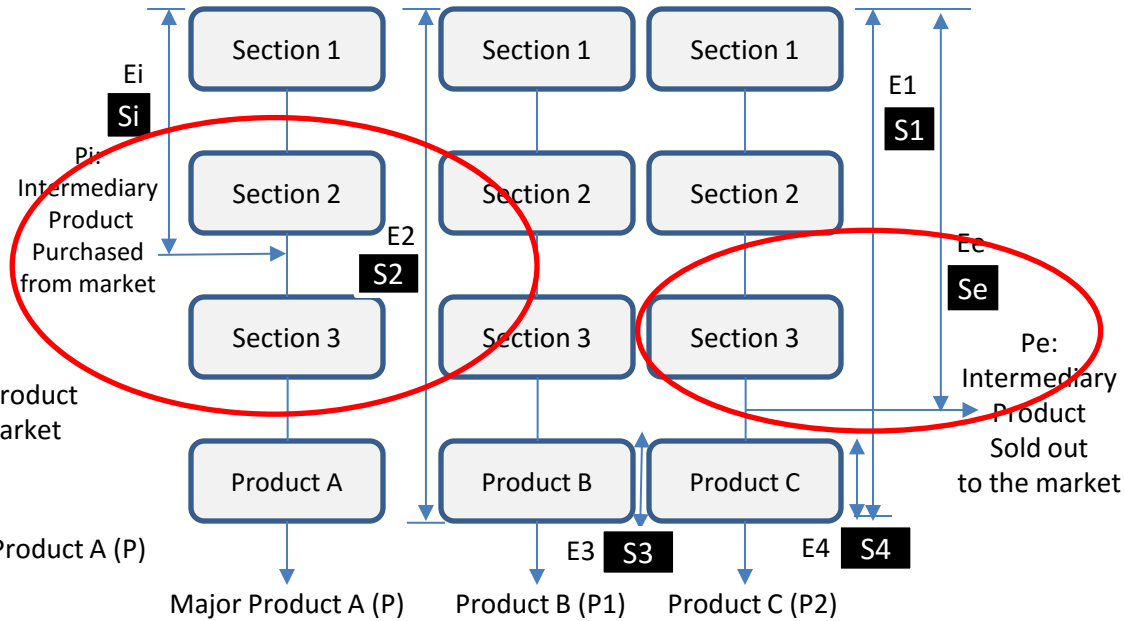 Section 1
Section 1
Section 1
Ei
Si
E1
S1
Pi:
Intermediary
Product
Purchased
from market
Section 2
Section 2
Section 2
E2
S2
Ee
Se
Section 3
Section 3
Section 3
Pe:
Intermediary
Product
Sold out
to the market
roduct
arket
Product A
Product B
Product C
Product A (P)
E3 S3
E4 S4
Major Product A (P)
Product B (P1)
Product C (P2)